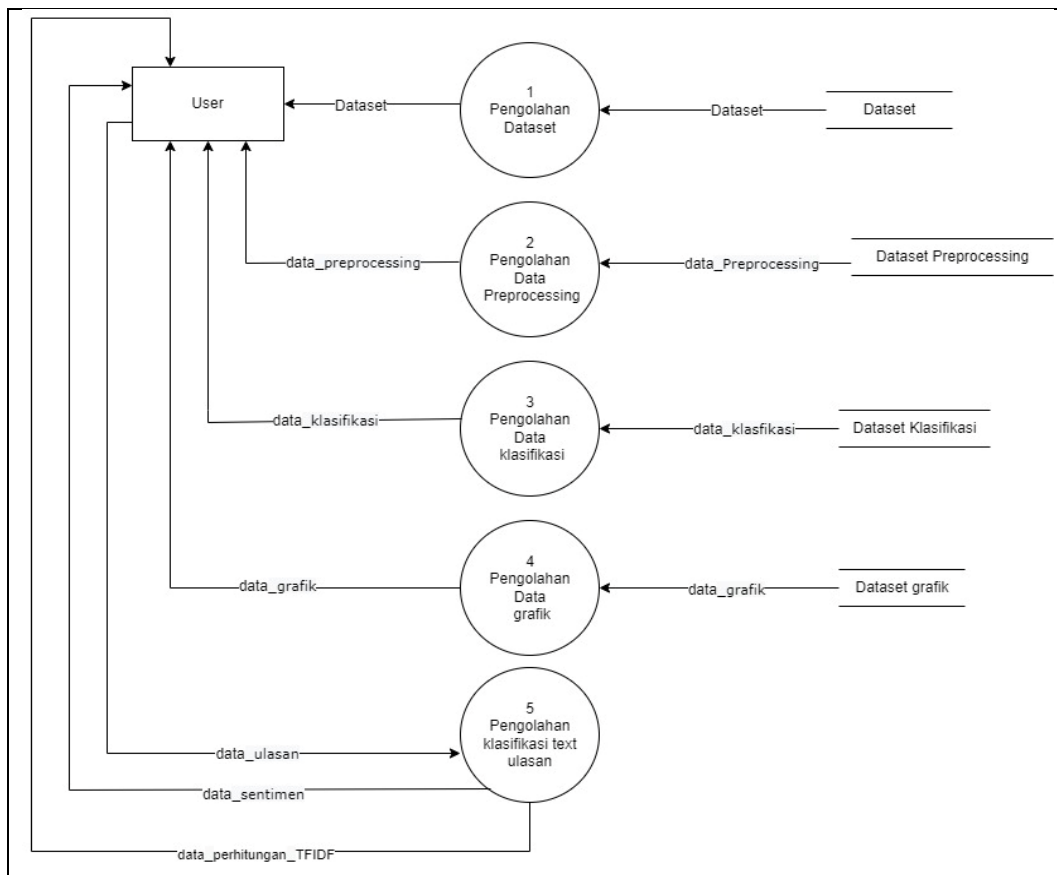 User
Dataset
1
Pengolahan
Dataset
Dataset
Dataset
data_preprocessing
2
Pengolahan
Data
Preprocessing
data_Preprocessing
Dataset Preprocessing
data_klasifikasi
3
Pengolahan
Data
klasifikasi
data_klasfikasi
Dataset Klasifikasi
data_grafik
4
Pengolahan
Data
grafik
data_grafik
Dataset grafik
5
Pengolahan
klasifikasi text
ulasan
data_ulasan
data_sentimen
data_perhitungan_TFIDF